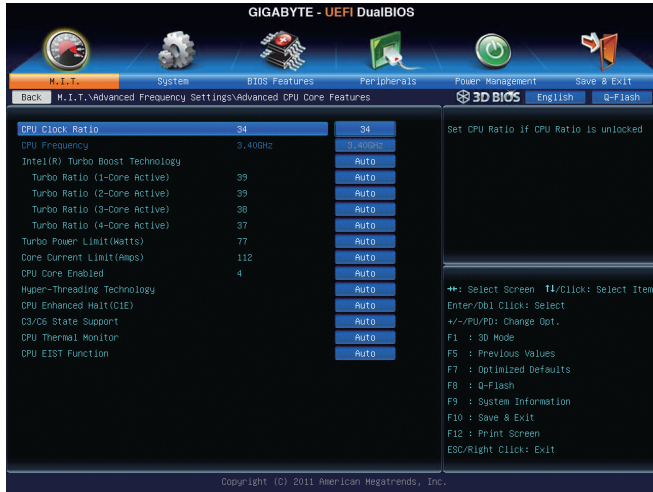 GIGABYTE - UEFI DualBIOS
M.I.T. System BIOS Features Peripherals Power Management Save & Exit
Back M.I.T.\Advanced Frequency Settings\Advanced CPU Core Features 3D BIOS English Q-Flash
CPU Clock Ratio 34 34
CPU Frequency 3.40GHz 3.40GHz
Intel(R) Turbo Boost Technology Auto
Turbo Ratio (1-Core Active) 39 Auto
Turbo Ratio (2-Core Active) 39 Auto
Turbo Ratio (3-Core Active) 38 Auto
Turbo Ratio (4-Core Active) 37 Auto
Turbo Power Limit(Watts) 77 Auto
Core Current Limit(Amps) 112 Auto
CPU Core Enabled 4 Auto
Hyper-Threading Technology Auto
CPU Enhanced Halt(C1E) Auto
C3/C6 State Support Auto
CPU Thermal Monitor Auto
CPU EIST Function Auto
Set CPU Ratio if CPU Ratio is unlocked
↔: Select Screen ↑↓/Click: Select Item
Enter/Dbl Click: Select
+/-/PU/PD: Change Opt.
F1 : 3D Mode
F5 : Previous Values
F7 : Optimized Defaults
F8 : Q-Flash
F9 : System Information
F10 : Save & Exit
F12 : Print Screen
ESC/Right Click: Exit
Copyright (C) 2011 American Megatrends, Inc.